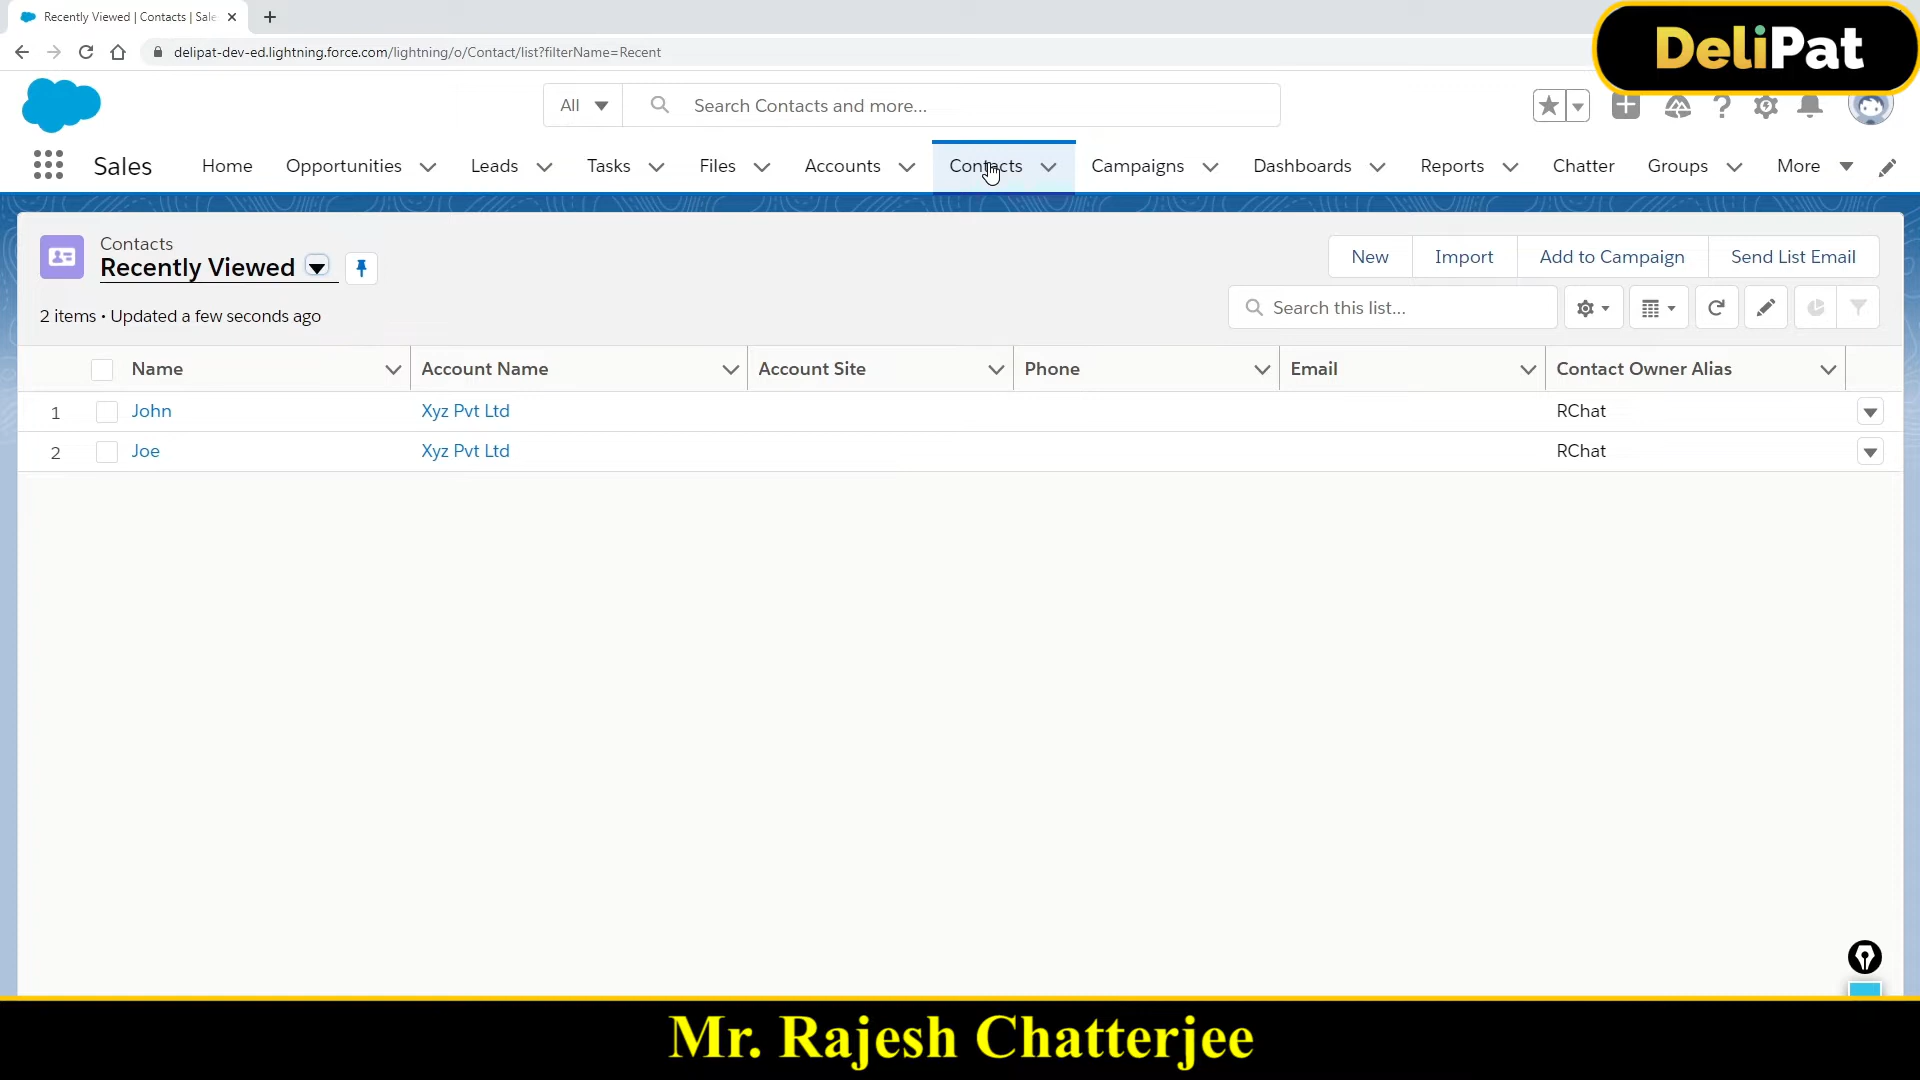 Recently Viewed | Contacts | Sale
delipat-dev-ed.lightning.force.com/lightning/o/Contact/list?filterName=Recent
DeliPat
All
Search Contacts and more...
Sales
Home
Opportunities
Leads
Tasks
Files
Accounts
Contacts
Campaigns
Dashboards
Reports
Chatter
Groups
More
Contacts
Recently Viewed
New
Import
Add to Campaign
Send List Email
2 items • Updated a few seconds ago
Search this list...
Name
Account Name
Account Site
Phone
Email
Contact Owner Alias
1 John Xyz Pvt Ltd RChat
2 Joe Xyz Pvt Ltd RChat
Mr. Rajesh Chatterjee